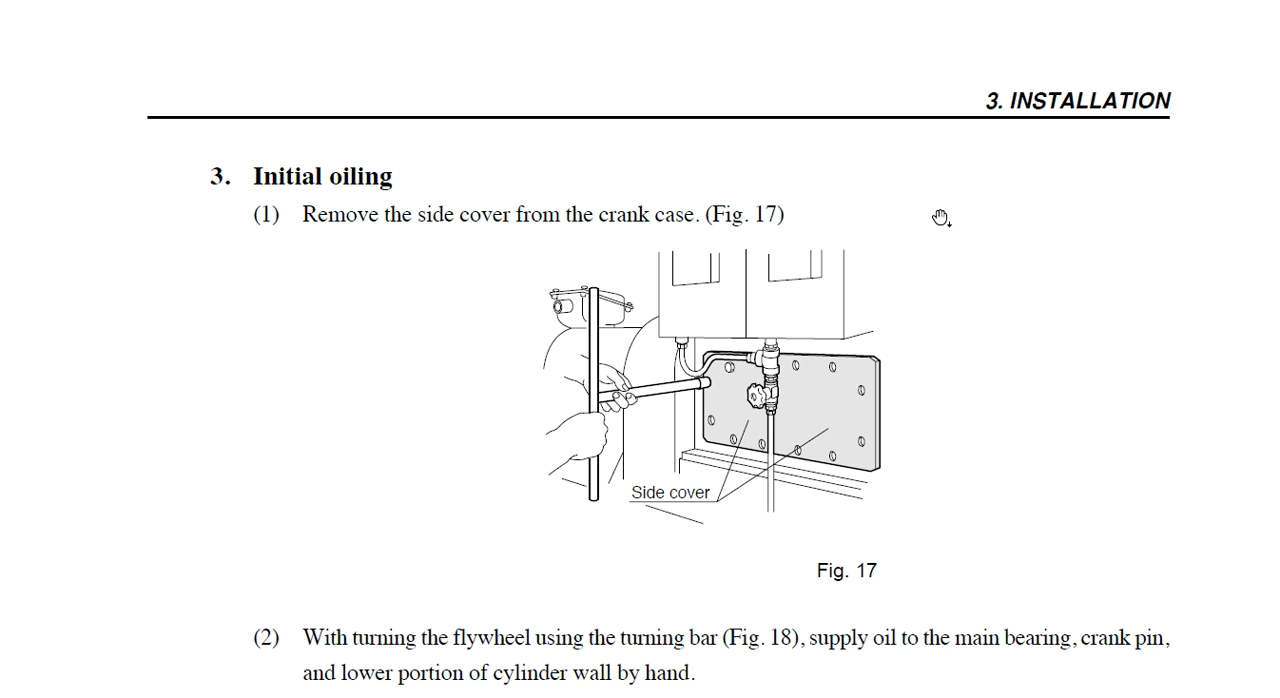 3. INSTALLATION
3. Initial oiling
(1) Remove the side cover from the crank case. (Fig. 17)
Side cover
Fig. 17
(2) With turning the flywheel using the turning bar (Fig. 18), supply oil to the main bearing, crank pin,
and lower portion of cylinder wall by hand.